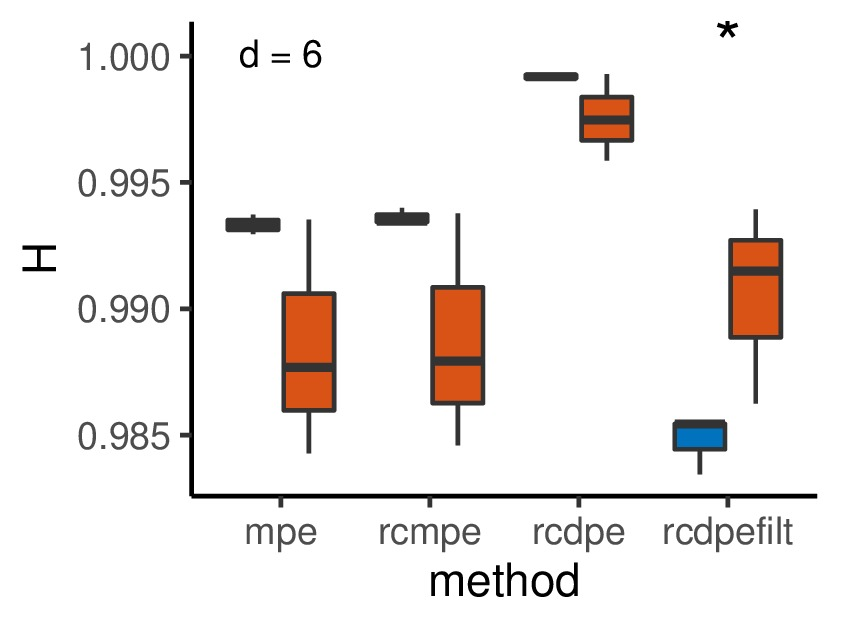 *
1.000
d = 6
0.995
H
0.990
0.985
mpe rcmpe rcdpe rcdpefilt
method